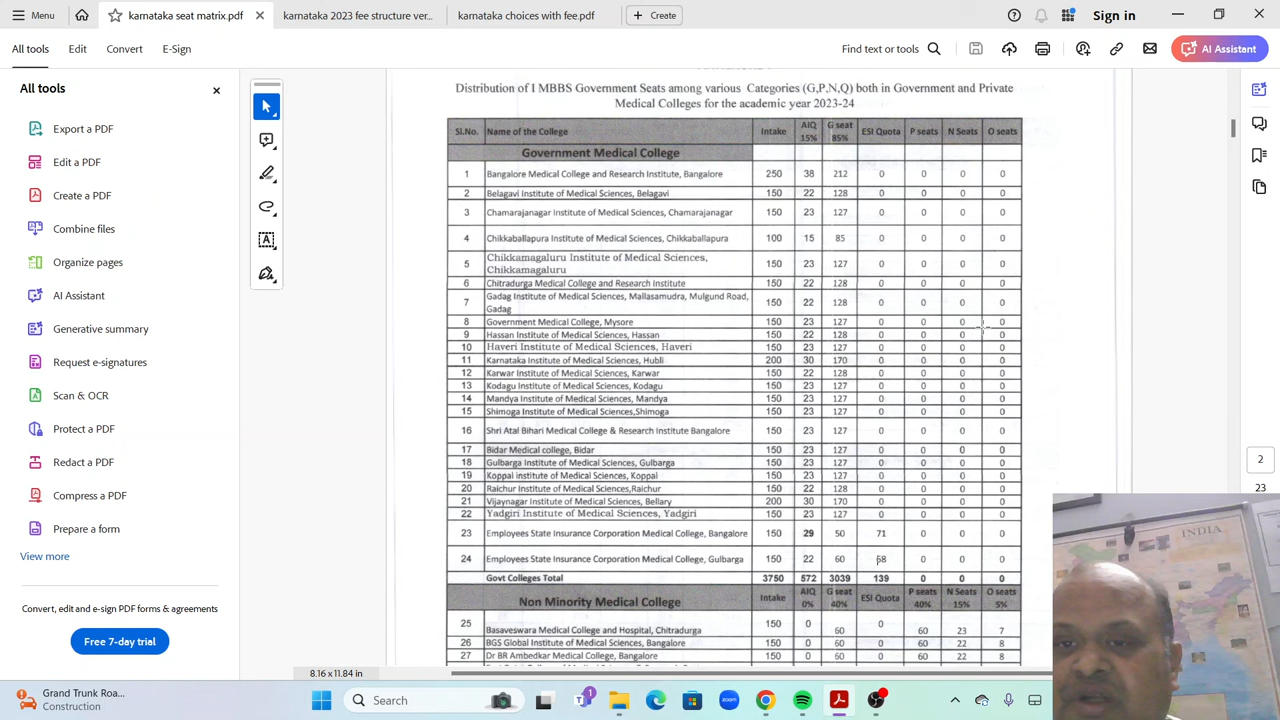 Menu
karnataka seat matrix.pdf
karnataka 2023 fee structure ver...
karnataka choices with fee.pdf
Create
Sign in
All tools Edit Convert E-Sign
Find text or tools
AI Assistant
All tools
Export a PDF
Edit a PDF
Create a PDF
Combine files
Organize pages
AI Assistant
Generative summary
Request e-signatures
Scan & OCR
Protect a PDF
Redact a PDF
Compress a PDF
Prepare a form
View more
Convert, edit and e-sign PDF forms & agreements
Free 7-day trial
Distribution of I MBBS Government Seats among various Categories (G,P,N,Q) both in Government and Private
Medical Colleges for the academic year 2023-24
Sl.No. Name of the College Intake AIQ 15% G seat 85% ESI Quota P seats N Seats O seats
Government Medical College
1 Bangalore Medical College and Research Institute, Bangalore 250 38 212 0 0 0 0
2 Belagavi Institute of Medical Sciences, Belagavi 150 22 128 0 0 0 0
3 Chamarajanagar Institute of Medical Sciences, Chamarajanagar 150 23 127 0 0 0 0
4 Chikkaballapura Institute of Medical Sciences, Chikkaballapura 100 15 85 0 0 0 0
5 Chikkamagaluru Institute of Medical Sciences, Chikkamagaluru 150 23 127 0 0 0 0
6 Chitradurga Medical College and Research Institute 150 22 128 0 0 0 0
7 Gadag Institute of Medical Sciences, Mallasamudra, Mulgund Road, Gadag 150 22 128 0 0 0 0
8 Government Medical College, Mysore 150 23 127 0 0 0 0
9 Hassan Institute of Medical Sciences, Hassan 150 22 128 0 0 0 0
10 Haveri Institute of Medical Sciences, Haveri 150 23 127 0 0 0 0
11 Karnataka Institute of Medical Sciences, Hubli 200 30 170 0 0 0 0
12 Karwar Institute of Medical Sciences, Karwar 150 22 128 0 0 0 0
13 Kodagu Institute of Medical Sciences, Kodagu 150 23 127 0 0 0 0
14 Mandya Institute of Medical Sciences, Mandya 150 23 127 0 0 0 0
15 Shimoga Institute of Medical Sciences,Shimoga 150 23 127 0 0 0 0
16 Shri Atal Bihari Medical College & Research Institute Bangalore 150 23 127 0 0 0 0
17 Bidar Medical college, Bidar 150 23 127 0 0 0 0
18 Gulbarga Institute of Medical Sciences, Gulbarga 150 23 127 0 0 0 0
19 Koppal institute of Medical Sciences, Koppal 150 23 127 0 0 0 0
20 Raichur Institute of Medical Sciences,Raichur 150 22 128 0 0 0 0
21 Vijaynagar Institute of Medical Sciences, Bellary 200 30 170 0 0 0 0
22 Yadgiri Institute of Medical Sciences, Yadgiri 150 23 127 0 0 0 0
23 Employees State Insurance Corporation Medical College, Bangalore 150 29 50 71 0 0 0
24 Employees State Insurance Corporation Medical College, Gulbarga 150 22 60 68 0 0 0
Govt Colleges Total 3750 572 3039 139 0 0 0
Non Minority Medical College Intake AIQ 0% G seat 40% ESI Quota P seats 40% N Seats 15% O seats 5%
25 Basaveswara Medical College and Hospital, Chitradurga 150 0 60 0 60 23 7
26 BGS Global Institute of Medical Sciences, Bangalore 150 0 60 0 60 22 8
27 Dr BR Ambedkar Medical College, Bangalore 150 0 60 0 60 22 8
2
23
INDIA
8.16 x 11.84 in
Grand Trunk Roa...
Construction
Search
1
zoom